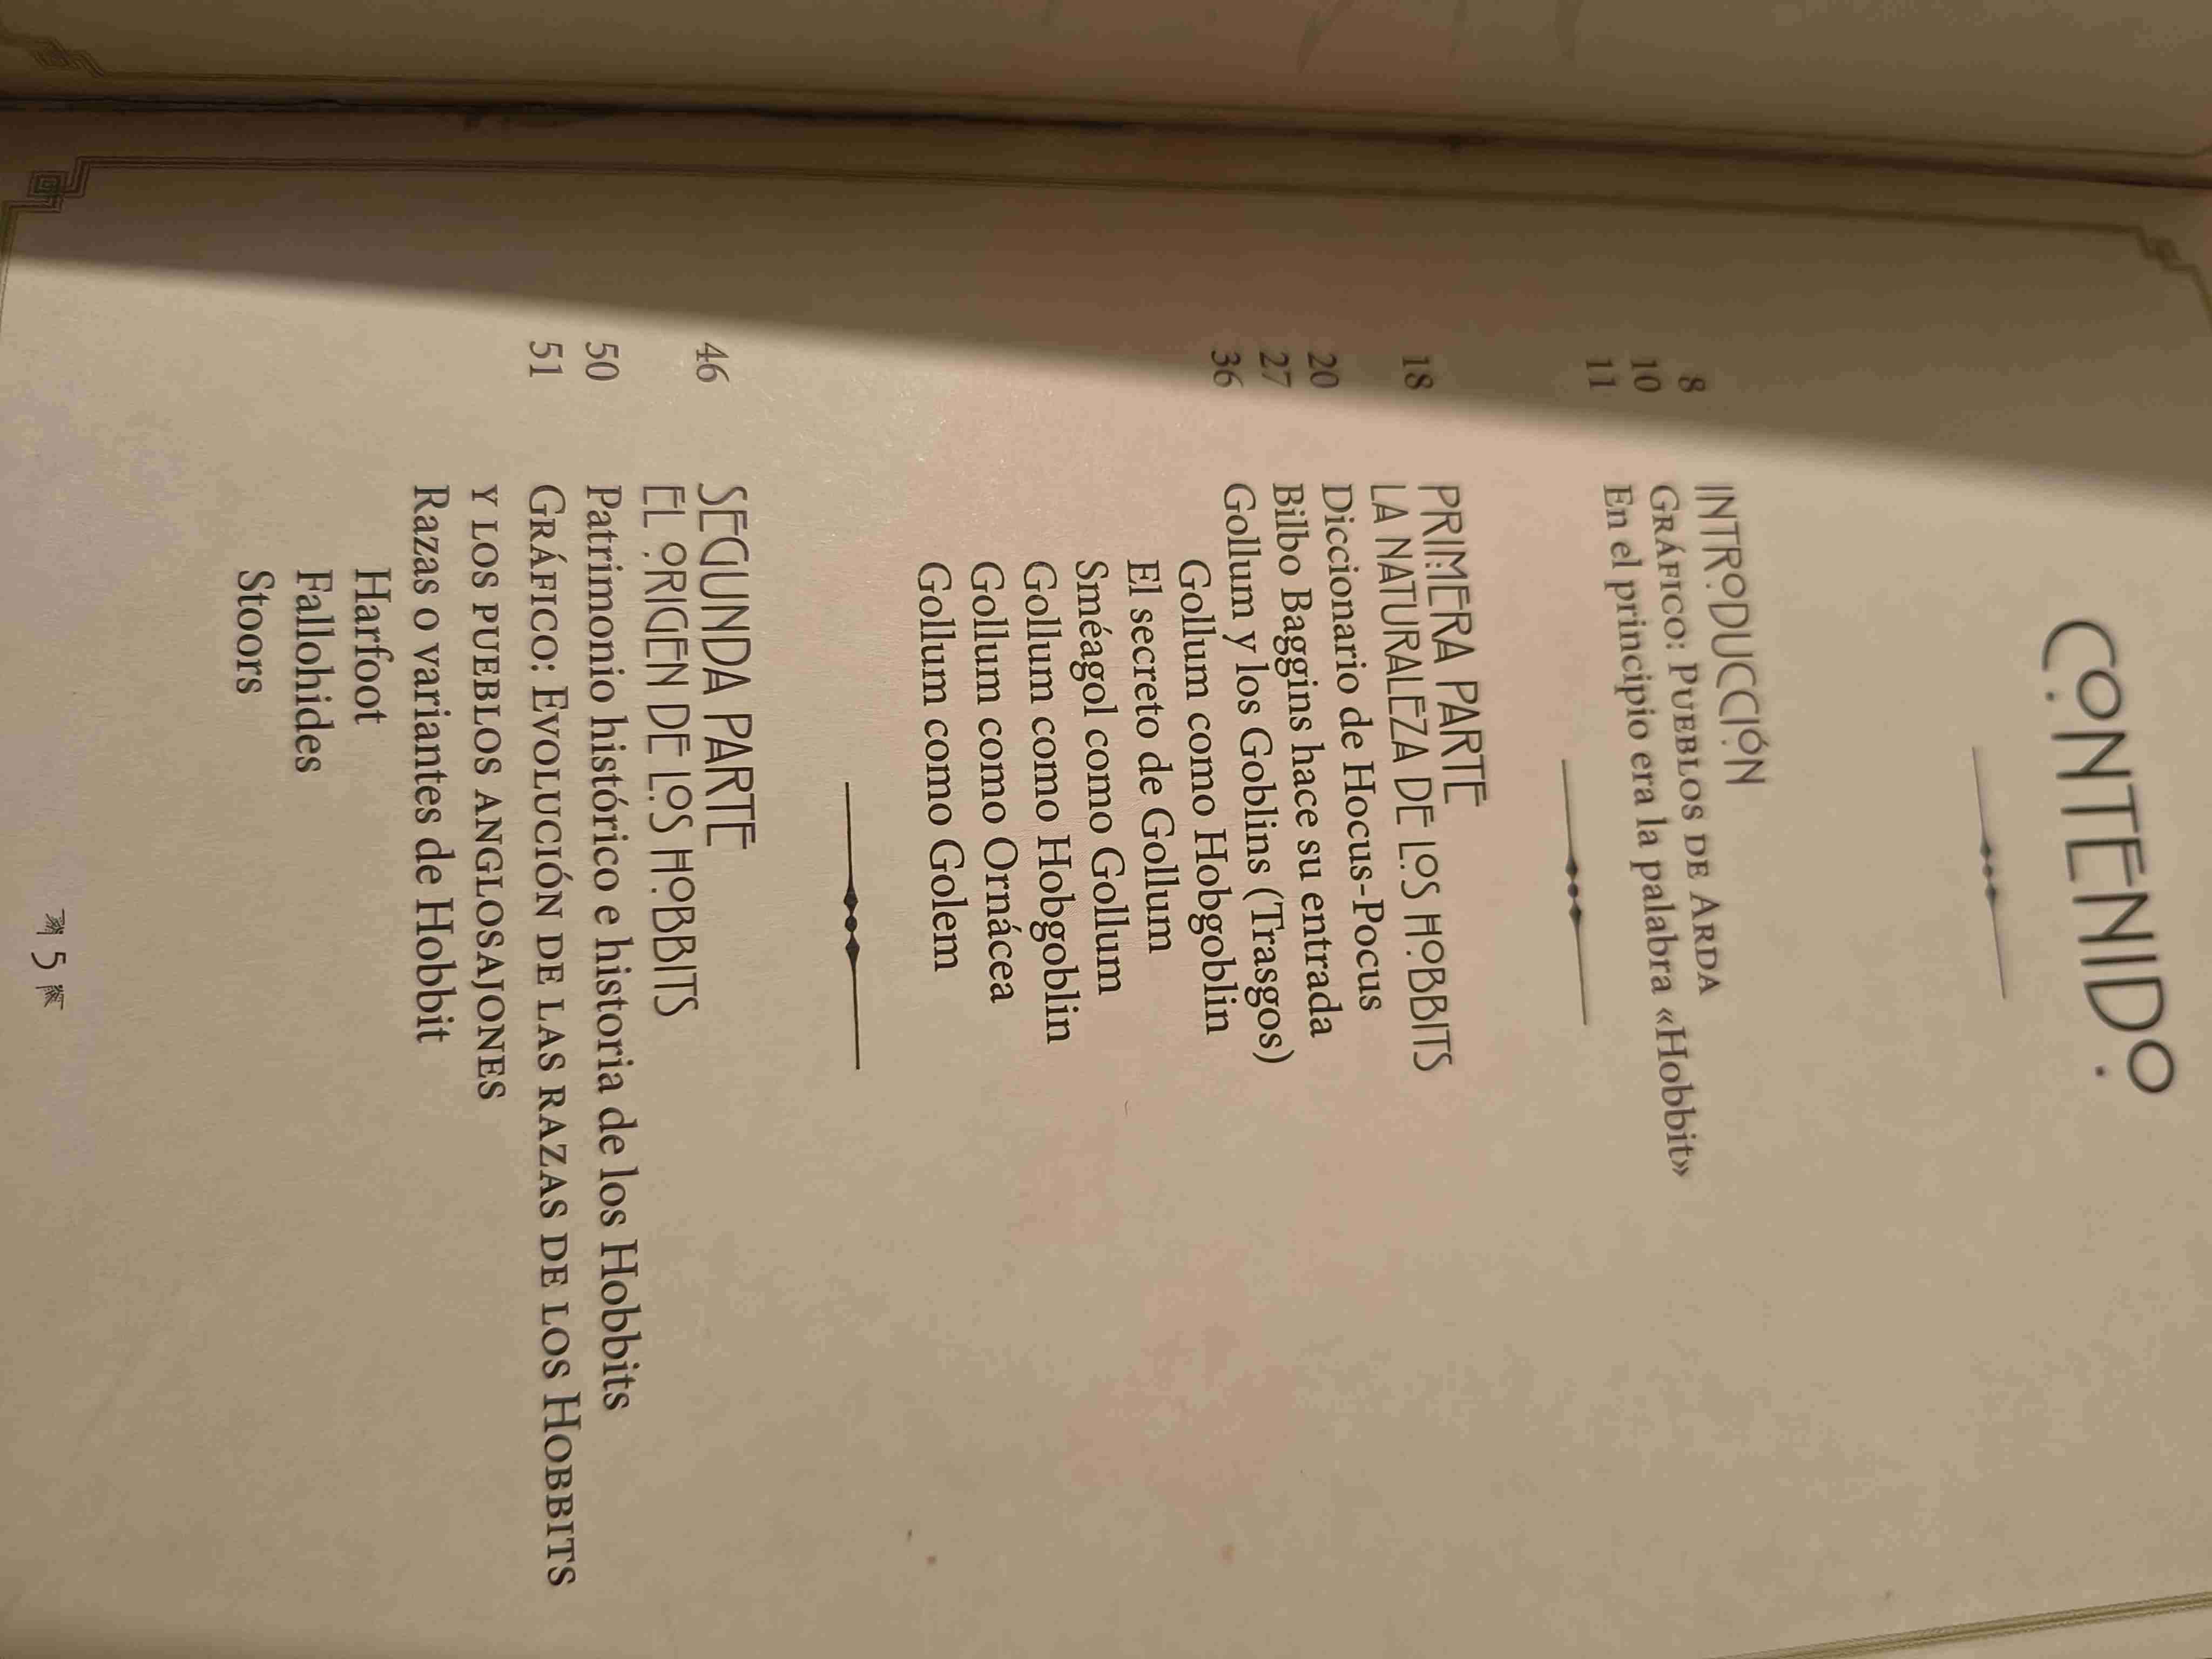 CONTENIDO
8 INTRODUCCIÓN
10 GRÁFICO: PUEBLOS DE ARDA
11 En el principio era la palabra «Hobbit»
PRIMERA PARTE
18 LA NATURALEZA DE LOS HOBBITS
20 Diccionario de Hocus-Pocus
27 Bilbo Baggins hace su entrada
36 Gollum y los Goblins (Trasgos)
Gollum como Hobgoblin
El secreto de Gollum
Sméagol como Gollum
Gollum como Hobgoblin
Gollum como Ornácea
Gollum como Golem
46 SEGUNDA PARTE
EL ORIGEN DE LOS HOBBITS
50 Patrimonio histórico e historia de los Hobbits
51 GRÁFICO: EVOLUCIÓN DE LAS RAZAS DE LOS HOBBITS
Y LOS PUEBLOS ANGLOSAJONES
Razas o variantes de Hobbit
Harfoot
Fallohides
Stoors
5